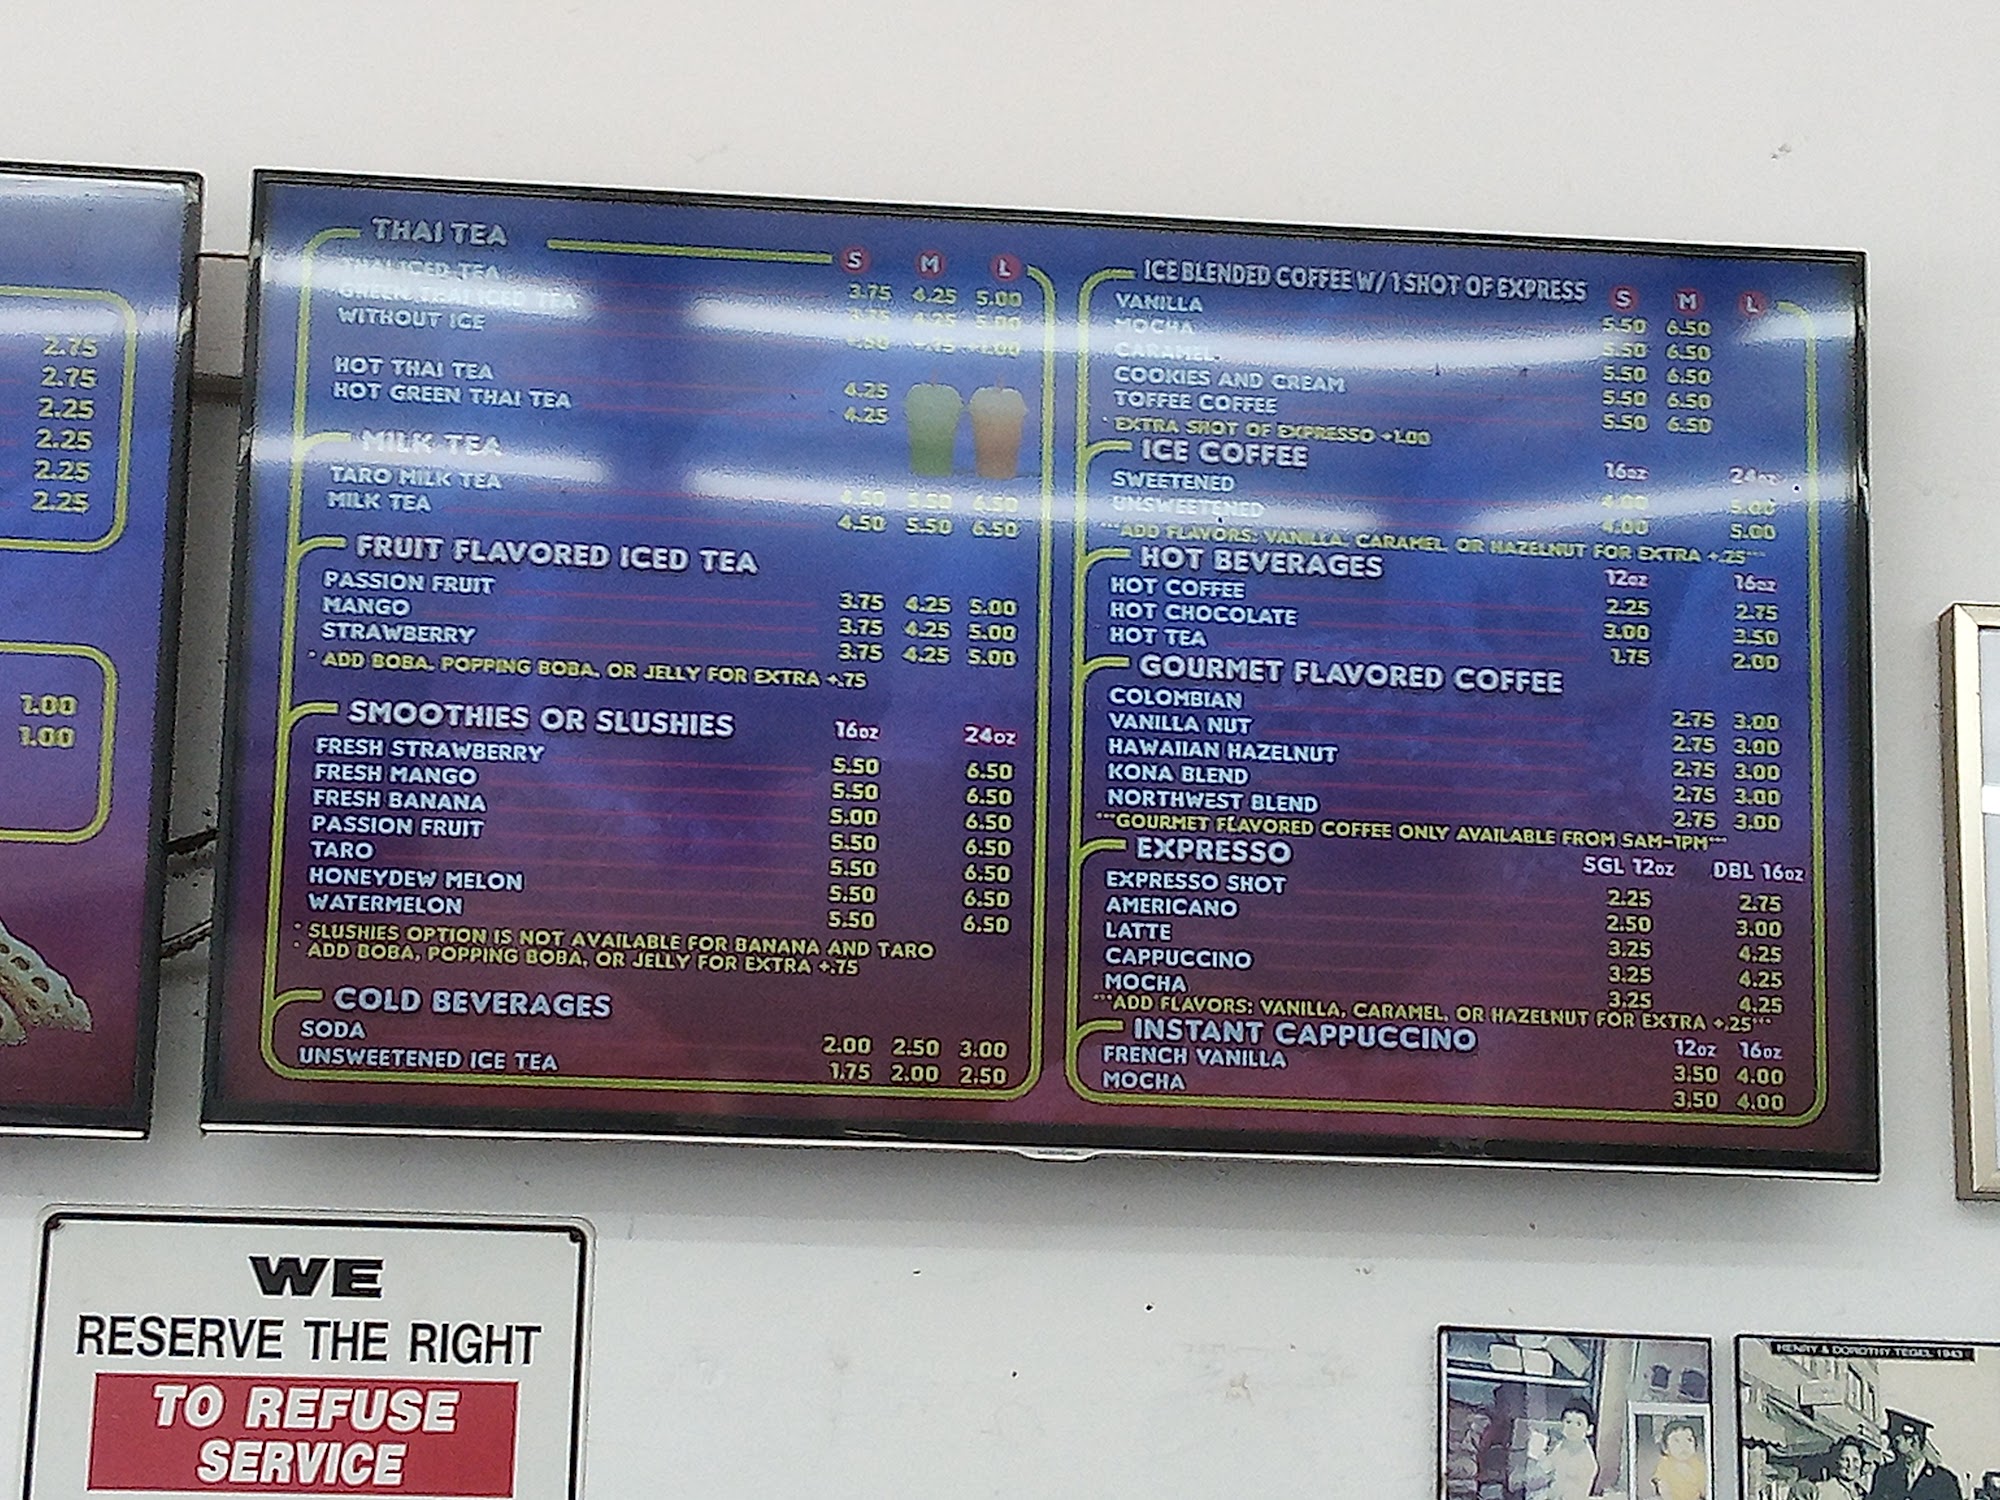 2.75
2.75
2.25
2.25
2.25
2.25
1.00
1.00
THAI TEA S M L
THAI ICED TEA 3.75 4.25 5.00
GREEN THAI ICED TEA 3.75 4.25 5.00
WITHOUT ICE
HOT THAI TEA 4.25
HOT GREEN THAI TEA 4.25
MILK TEA
TARO MILK TEA 4.50 5.50 6.50
MILK TEA 4.50 5.50 6.50
FRUIT FLAVORED ICED TEA
PASSION FRUIT 3.75 4.25 5.00
MANGO 3.75 4.25 5.00
STRAWBERRY 3.75 4.25 5.00
* ADD BOBA, POPPING BOBA, OR JELLY FOR EXTRA +.75
SMOOTHIES OR SLUSHIES 16oz 24oz
FRESH STRAWBERRY 5.50 6.50
FRESH MANGO 5.50 6.50
FRESH BANANA 5.00 6.50
PASSION FRUIT 5.50 6.50
TARO 5.50 6.50
HONEYDEW MELON 5.50 6.50
WATERMELON 5.50 6.50
* SLUSHIES OPTION IS NOT AVAILABLE FOR BANANA AND TARO
* ADD BOBA, POPPING BOBA, OR JELLY FOR EXTRA +.75
COLD BEVERAGES
SODA 2.00 2.50 3.00
UNSWEETENED ICE TEA 1.75 2.00 2.50
ICE BLENDED COFFEE W/ 1 SHOT OF EXPRESS S M L
VANILLA 5.50 6.50
MOCHA 5.50 6.50
CARAMEL 5.50 6.50
COOKIES AND CREAM 5.50 6.50
TOFFEE COFFEE 5.50 6.50
* EXTRA SHOT OF EXPRESSO +1.00
ICE COFFEE 16oz 24oz
SWEETENED 4.00 5.00
UNSWEETENED 4.00 5.00
***ADD FLAVORS: VANILLA, CARAMEL, OR HAZELNUT FOR EXTRA +.25***
HOT BEVERAGES 12oz 16oz
HOT COFFEE 2.25 2.75
HOT CHOCOLATE 3.00 3.50
HOT TEA 1.75 2.00
GOURMET FLAVORED COFFEE
COLOMBIAN 2.75 3.00
VANILLA NUT 2.75 3.00
HAWAIIAN HAZELNUT 2.75 3.00
KONA BLEND 2.75 3.00
NORTHWEST BLEND 2.75 3.00
***GOURMET FLAVORED COFFEE ONLY AVAILABLE FROM 5AM-1PM***
EXPRESSO SGL 12oz DBL 16oz
EXPRESSO SHOT 2.25 2.75
AMERICANO 2.50 3.00
LATTE 3.25 4.25
CAPPUCCINO 3.25 4.25
MOCHA 3.25 4.25
***ADD FLAVORS: VANILLA, CARAMEL, OR HAZELNUT FOR EXTRA +.25***
INSTANT CAPPUCCINO 12oz 16oz
FRENCH VANILLA 3.50 4.00
MOCHA 3.50 4.00
WE
RESERVE THE RIGHT
TO REFUSE
SERVICE
HENRY & DOROTHY TEGEL 1943